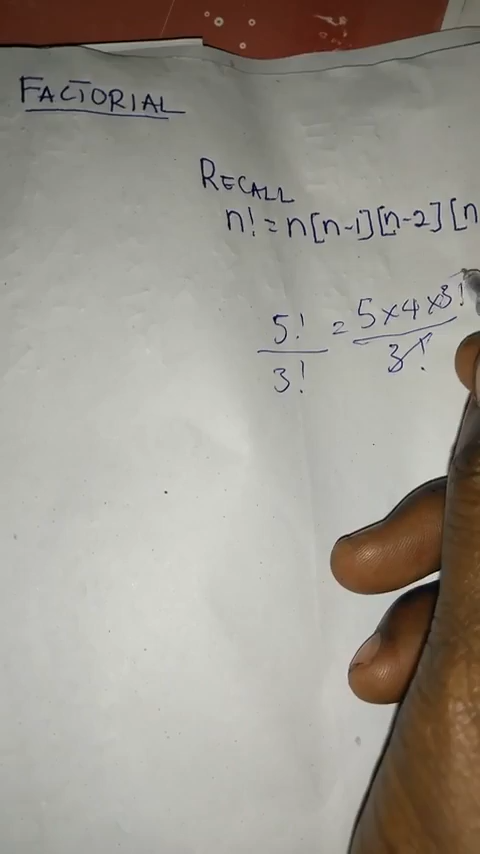 FACTORIAL
RECALL
n! = n[n-1][n-2][n
5!/3! = 5×4×3!/3!